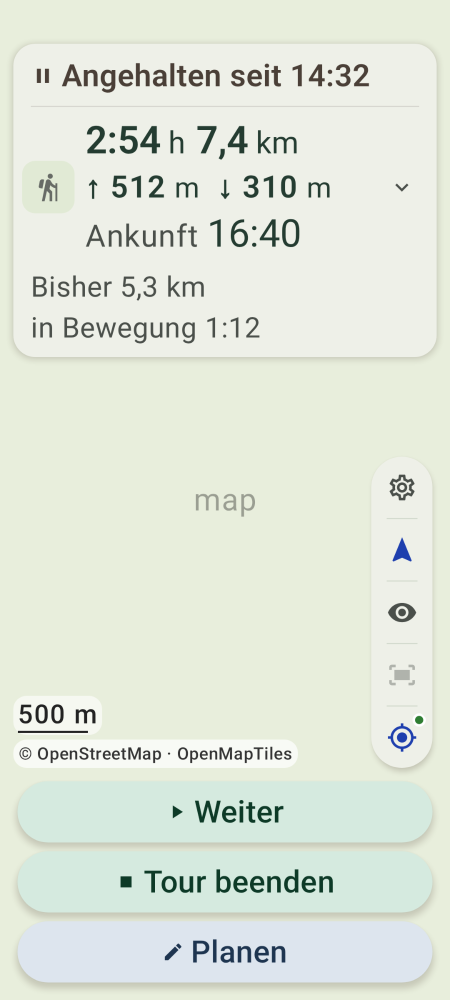 Angehalten seit 14:32
2:54 h 7,4 km
↑ 512 m ↓ 310 m
Ankunft 16:40
Bisher 5,3 km
in Bewegung 1:12
map
500 m
© OpenStreetMap · OpenMapTiles
Weiter
Tour beenden
Planen